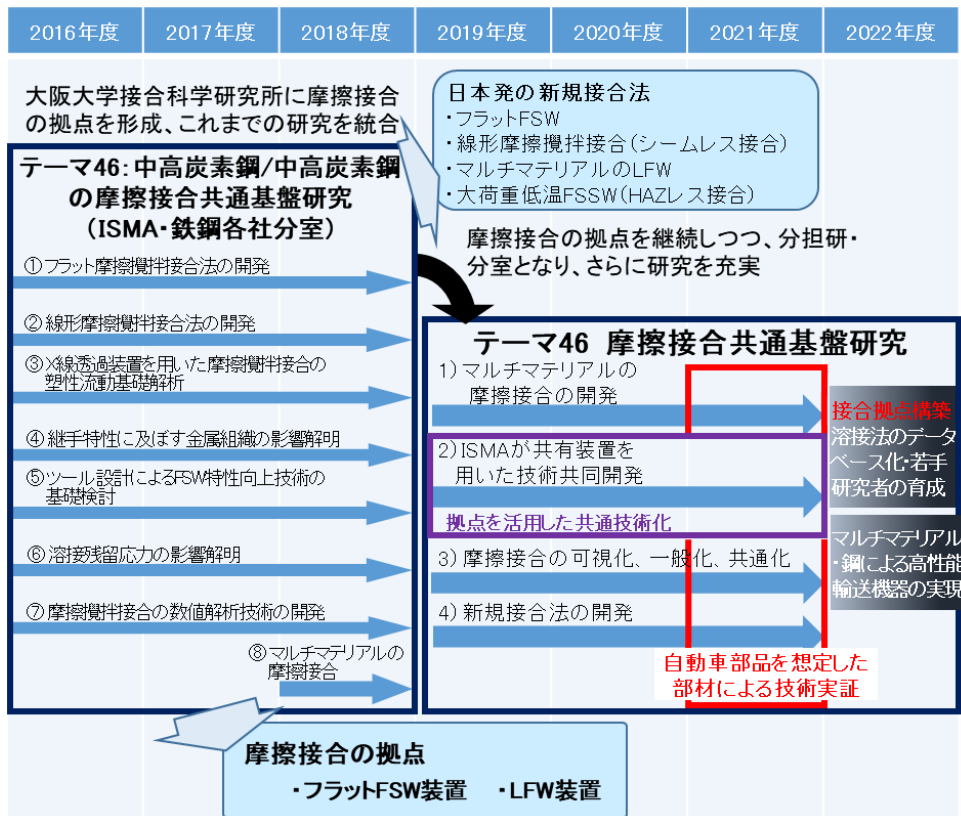 2016年度
2017年度
2018年度
2019年度
2020年度
2021年度
2022年度
大阪大学接合科学研究所に摩擦接合
の拠点を形成、これまでの研究を統合
日本発の新規接合法
・フラットFSW
・線形摩擦攪拌接合(シームレス接合)
・マルチマテリアルのLFW
・大荷重低温FSSW(HAZレス接合)
テーマ46:中高炭素鋼/中高炭素鋼
の摩擦接合共通基盤研究
(ISMA・鉄鋼各社分室)
①フラット摩擦攪拌接合法の開発
②線形摩擦攪拌接合法の開発
③X線透過装置を用いた摩擦攪拌接合の
塑性流動基礎解析
④継手特性に及ぼす金属組織の影響解明
⑤ツール設計によるFSW特性向上技術の
基礎検討
⑥溶接残留応力の影響解明
⑦摩擦攪拌接合の数値解析技術の開発
⑧マルチマテリアルの
摩擦接合
摩擦接合の拠点を継続しつつ、分担研・
分室となり、さらに研究を充実
テーマ46 摩擦接合共通基盤研究
1)マルチマテリアルの
摩擦接合の開発
2)ISMAが共有装置を
用いた技術共同開発
拠点を活用した共通技術化
3)摩擦接合の可視化、一般化、共通化
4)新規接合法の開発
自動車部品を想定した
部材による技術実証
接合拠点構築
溶接法のデータ
ベース化・若手
研究者の育成
マルチマテリアル
・鋼による高性能
輸送機器の実現
摩擦接合の拠点
・フラットFSW装置 ・LFW装置